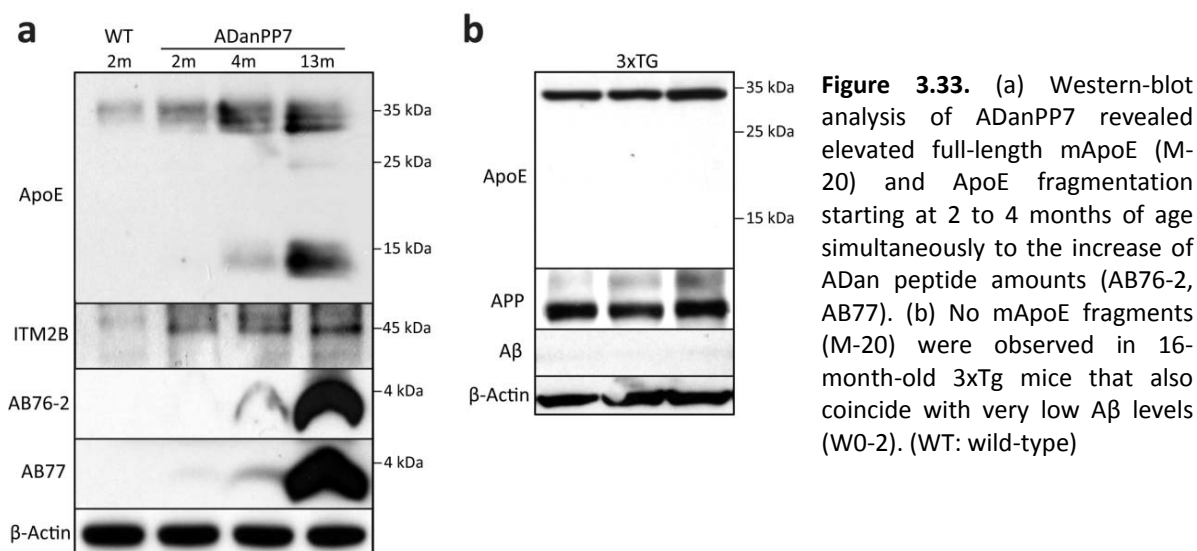 a
WT
ADanPP7
2m
2m
4m
13m
35 kDa
25 kDa
ApoE
15 kDa
ITM2B
45 kDa
AB76-2
4 kDa
AB77
4 kDa
β-Actin
b
3xTG
35 kDa
25 kDa
ApoE
15 kDa
APP
Aβ
β-Actin
Figure 3.33. (a) Western-blot
analysis of ADanPP7 revealed
elevated full-length mApoE (M-
20) and ApoE fragmentation
starting at 2 to 4 months of age
simultaneously to the increase of
ADan peptide amounts (AB76-2,
AB77). (b) No mApoE fragments
(M-20) were observed in 16-
month-old 3xTg mice that also
coincide with very low Aβ levels
(W0-2). (WT: wild-type)